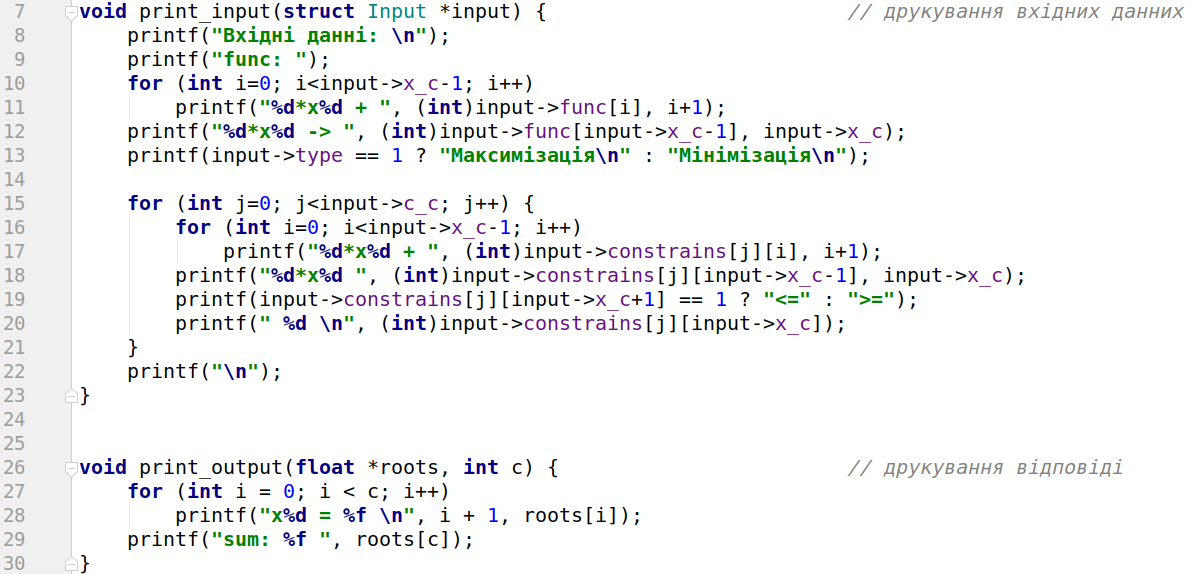 7 void print_input(struct Input *input) { // друкування вхідних данних
8 printf("Вхідні данні: \n");
9 printf("func: ");
10 for (int i=0; i<input->x_c-1; i++)
11 printf("%d*x%d + ", (int)input->func[i], i+1);
12 printf("%d*x%d -> ", (int)input->func[input->x_c-1], input->x_c);
13 printf(input->type == 1 ? "Максимізація\n" : "Мінімізація\n");
14
15 for (int j=0; j<input->c_c; j++) {
16 for (int i=0; i<input->x_c-1; i++)
17 printf("%d*x%d + ", (int)input->constrains[j][i], i+1);
18 printf("%d*x%d ", (int)input->constrains[j][input->x_c-1], input->x_c);
19 printf(input->constrains[j][input->x_c+1] == 1 ? "<=" : ">=");
20 printf(" %d \n", (int)input->constrains[j][input->x_c]);
21 }
22 printf("\n");
23 }
24
25
26 void print_output(float *roots, int c) { // друкування відповіді
27 for (int i = 0; i < c; i++)
28 printf("x%d = %f \n", i + 1, roots[i]);
29 printf("sum: %f ", roots[c]);
30 }